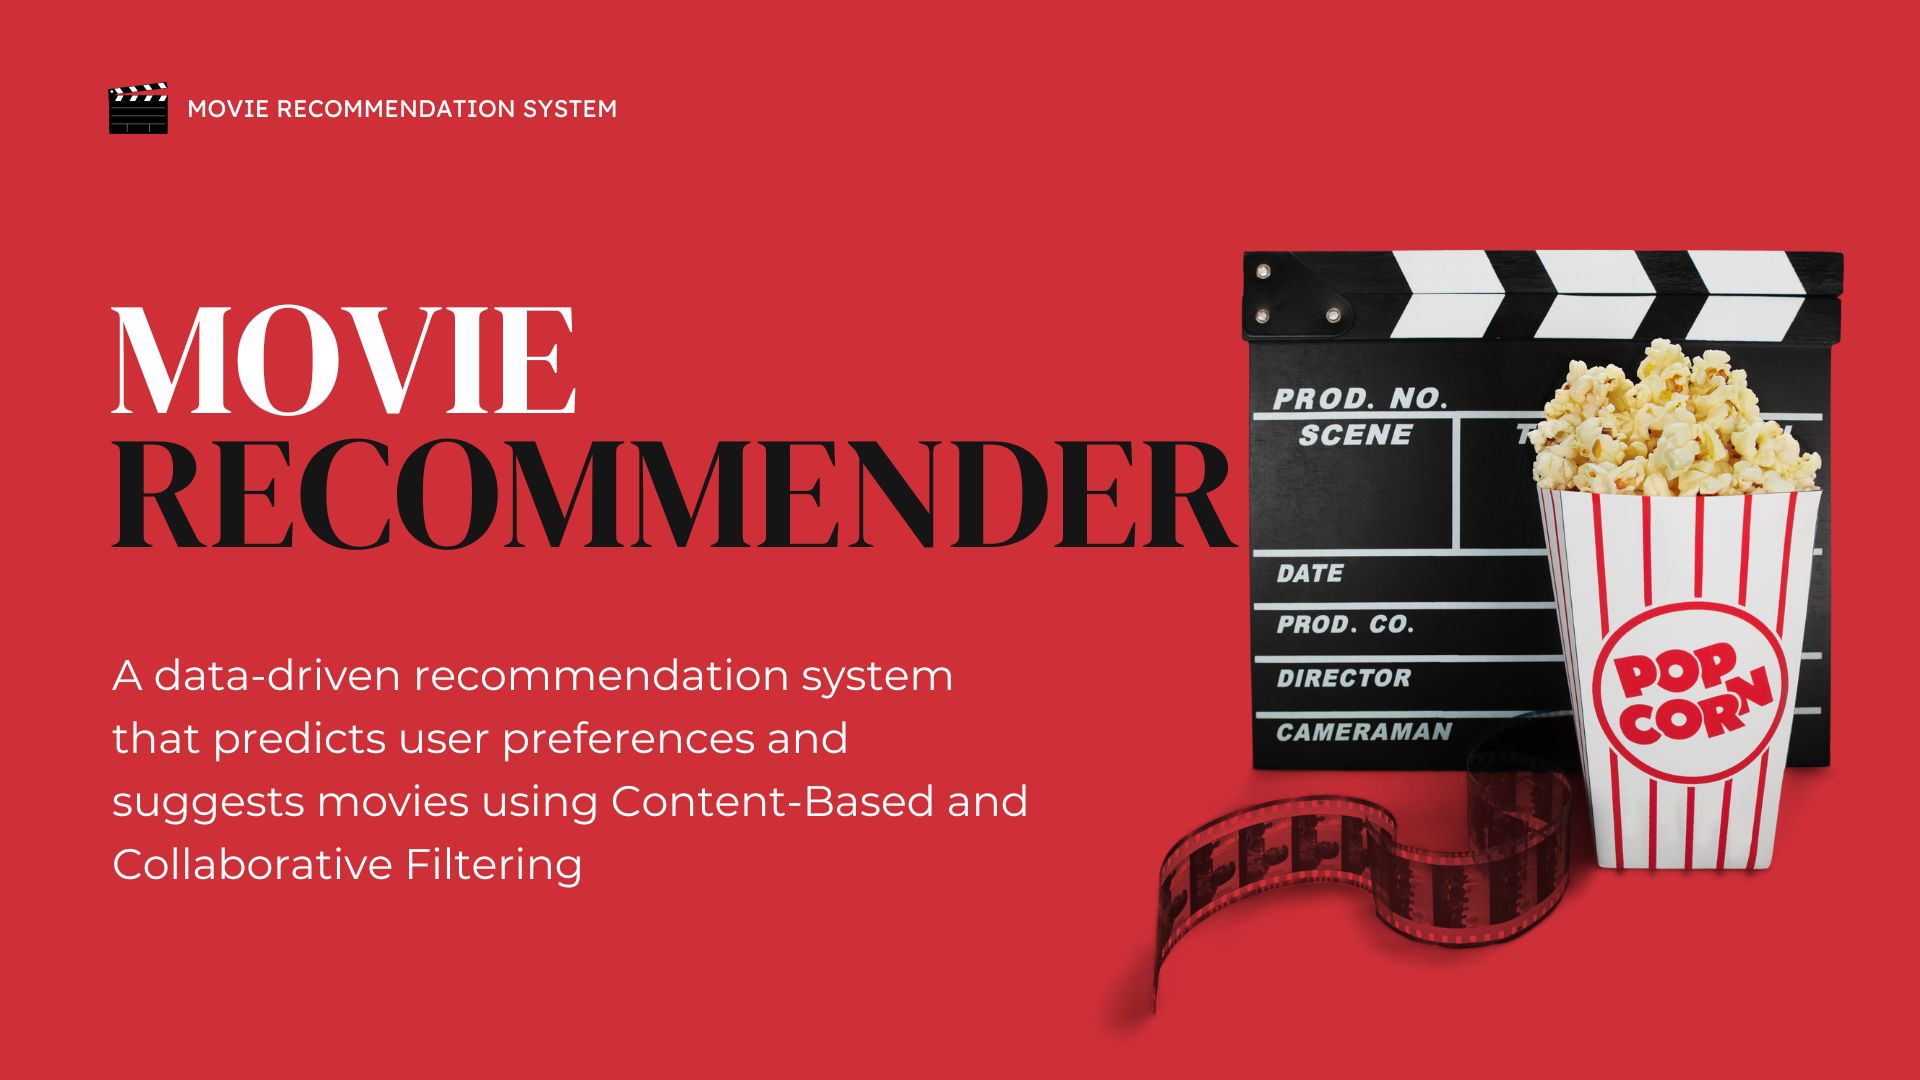 MOVIE RECOMMENDATION SYSTEM
MOVIE
RECOMMENDER
A data-driven recommendation system
that predicts user preferences and
suggests movies using Content-Based and
Collaborative Filtering
PROD. NO.
SCENE
DATE
PROD. CO.
DIRECTOR
CAMERAMAN
POP
CORN